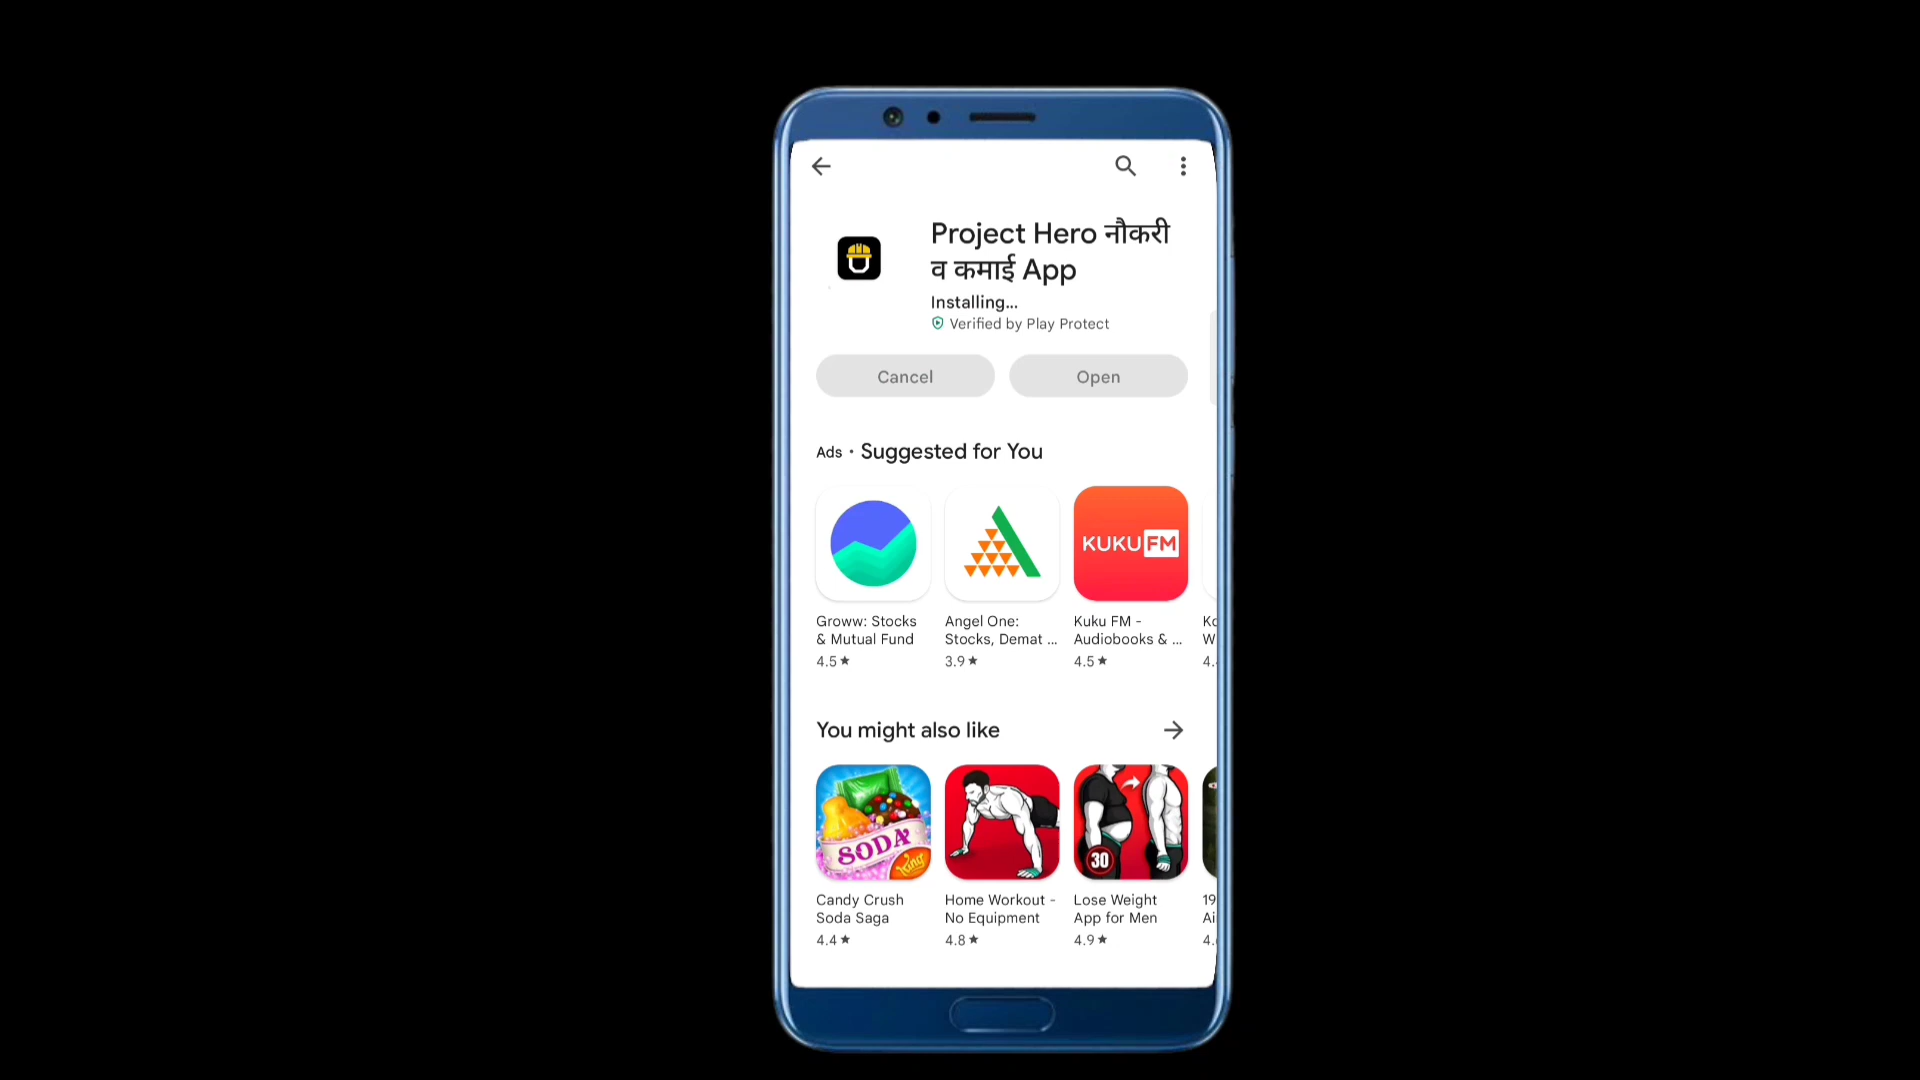 Project Hero नौकरी
व कमाई App
Installing...
Verified by Play Protect
Cancel
Open
Ads • Suggested for You
KUKU FM
Groww: Stocks
& Mutual Fund
4.5★
Angel One:
Stocks, Demat ...
3.9★
Kuku FM -
Audiobooks & ...
4.5★
You might also like
SODA
King
30
Candy Crush
Soda Saga
4.4★
Home Workout -
No Equipment
4.8★
Lose Weight
App for Men
4.9★